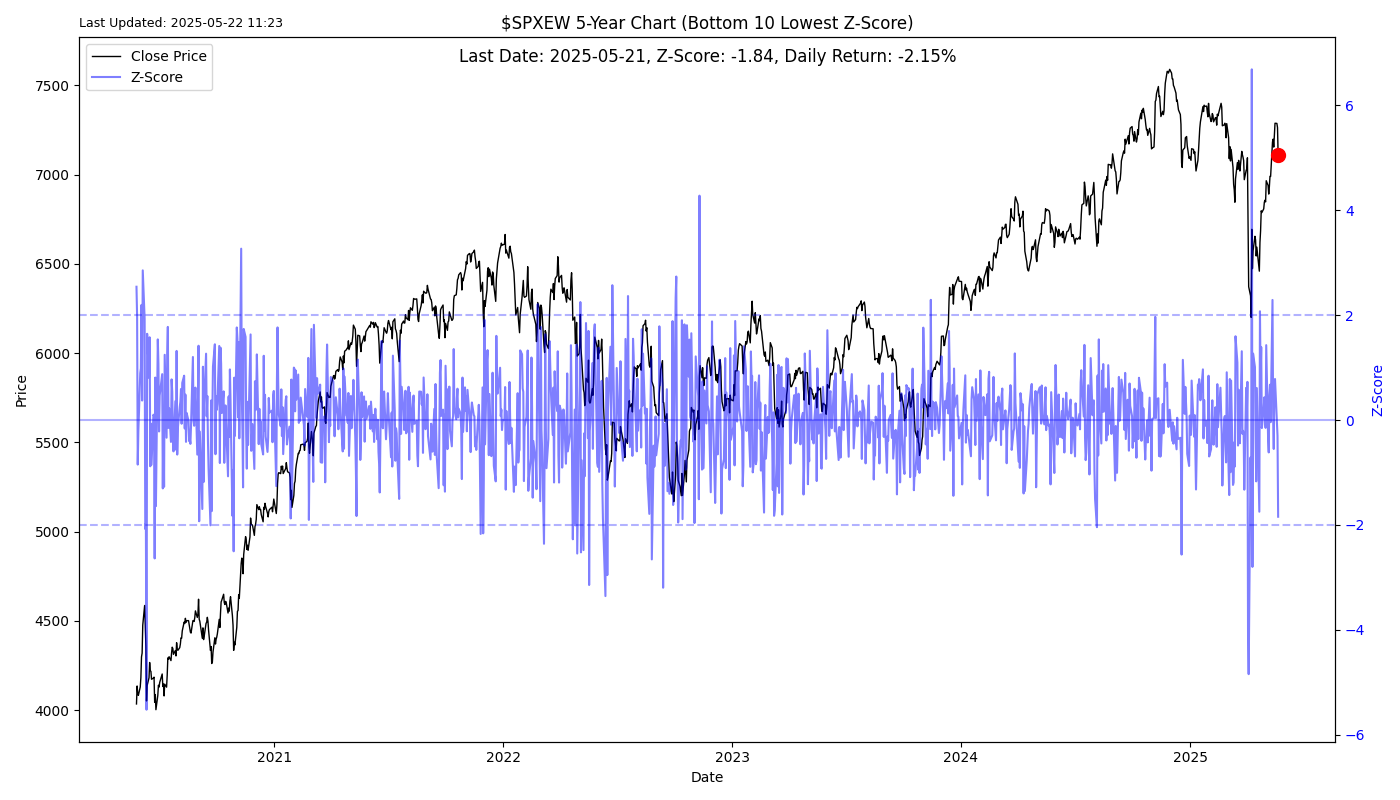 Last Updated: 2025-05-22 11:23
$SPXEW 5-Year Chart (Bottom 10 Lowest Z-Score)
Last Date: 2025-05-21, Z-Score: -1.84, Daily Return: -2.15%
Close Price
Z-Score
7500
7000
6500
6000
5500
5000
4500
4000
Price
6
4
2
0
−2
−4
−6
Z-Score
2021
2022
2023
2024
2025
Date